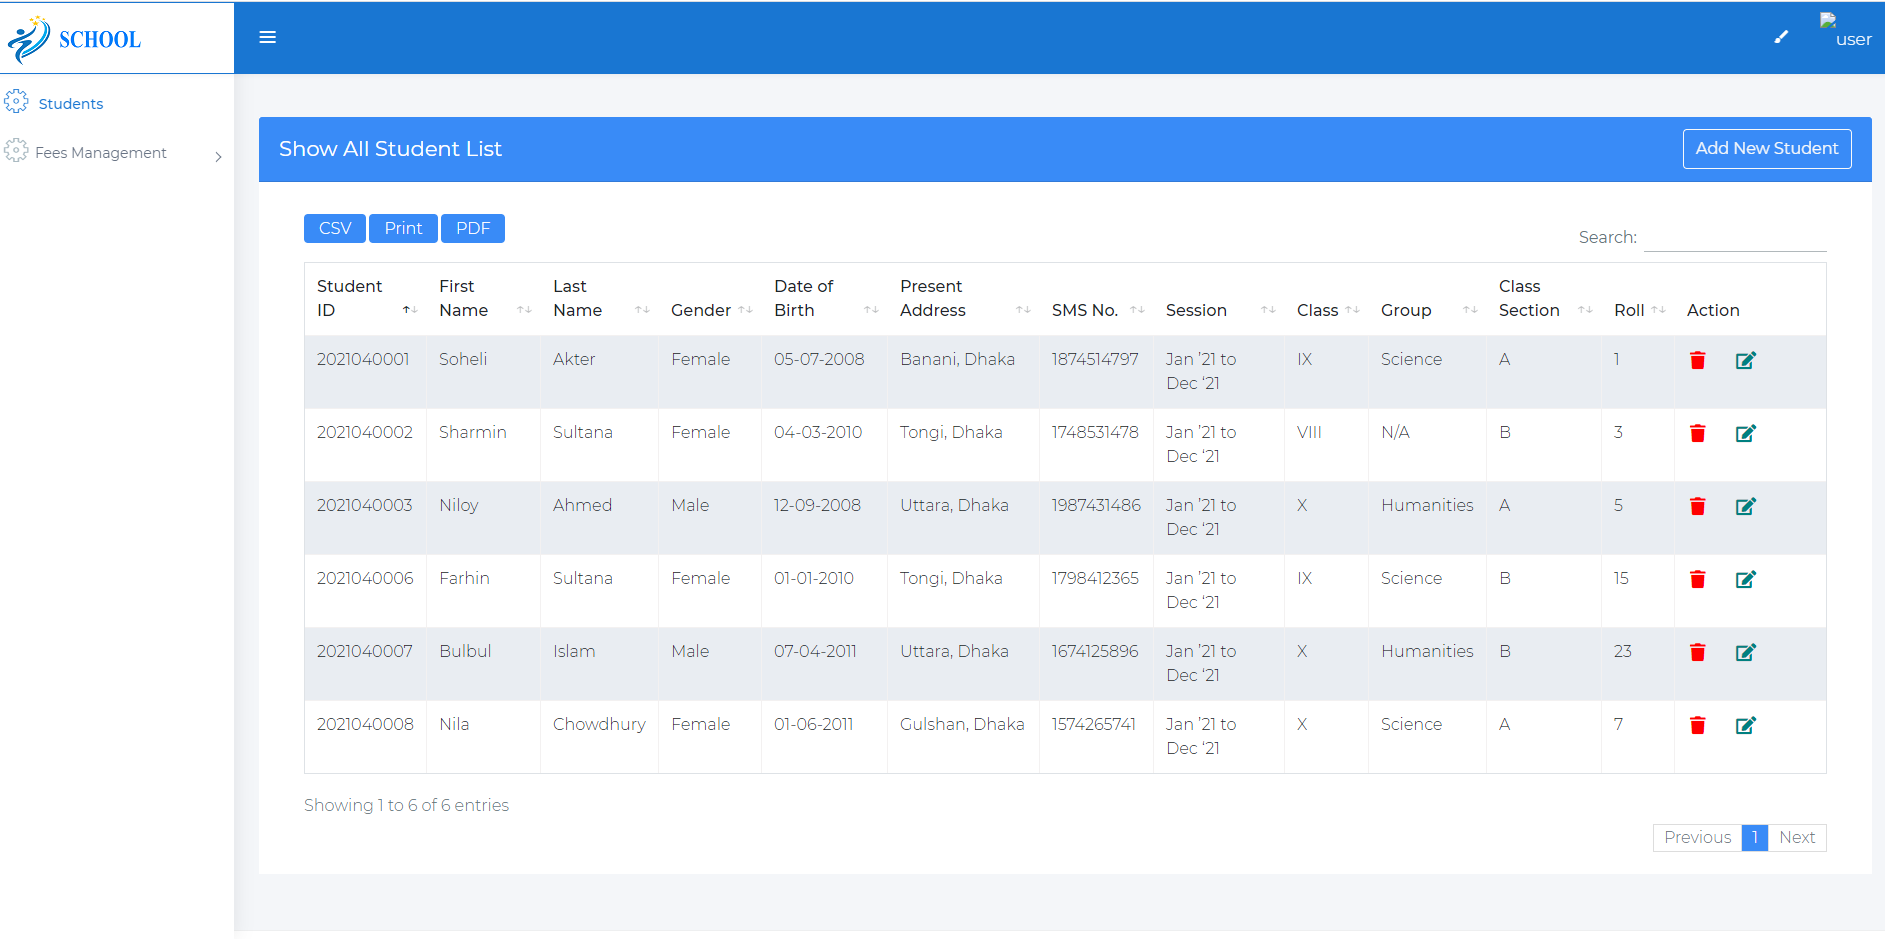 SCHOOL
user
Students
Fees Management
Show All Student List
Add New Student
CSV Print PDF
Search:
Student ID First Name Last Name Gender Date of Birth Present Address SMS No. Session Class Group Class Section Roll Action
2021040001 Soheli Akter Female 05-07-2008 Banani, Dhaka 1874514797 Jan ’21 to Dec ‘21 IX Science A 1
2021040002 Sharmin Sultana Female 04-03-2010 Tongi, Dhaka 1748531478 Jan ’21 to Dec ‘21 VIII N/A B 3
2021040003 Niloy Ahmed Male 12-09-2008 Uttara, Dhaka 1987431486 Jan ’21 to Dec ‘21 X Humanities A 5
2021040006 Farhin Sultana Female 01-01-2010 Tongi, Dhaka 1798412365 Jan ’21 to Dec ‘21 IX Science B 15
2021040007 Bulbul Islam Male 07-04-2011 Uttara, Dhaka 1674125896 Jan ’21 to Dec ‘21 X Humanities B 23
2021040008 Nila Chowdhury Female 01-06-2011 Gulshan, Dhaka 1574265741 Jan ’21 to Dec ‘21 X Science A 7
Showing 1 to 6 of 6 entries
Previous 1 Next